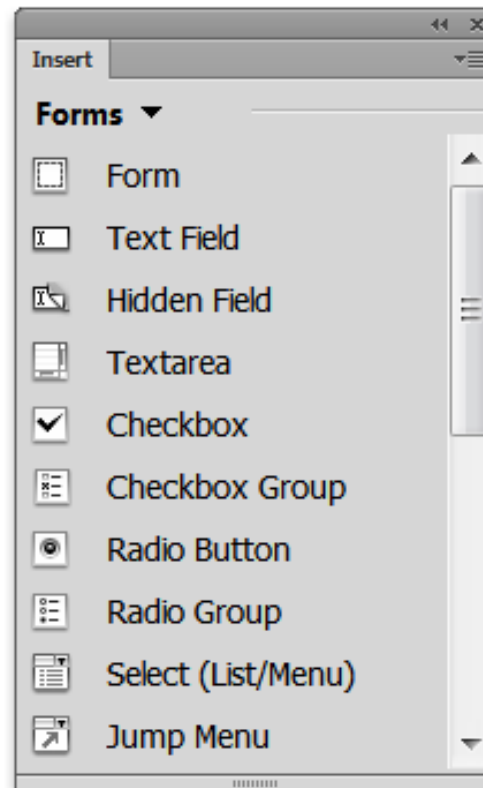 Insert
Forms
Form
Text Field
Hidden Field
Textarea
Checkbox
Checkbox Group
Radio Button
Radio Group
Select (List/Menu)
Jump Menu